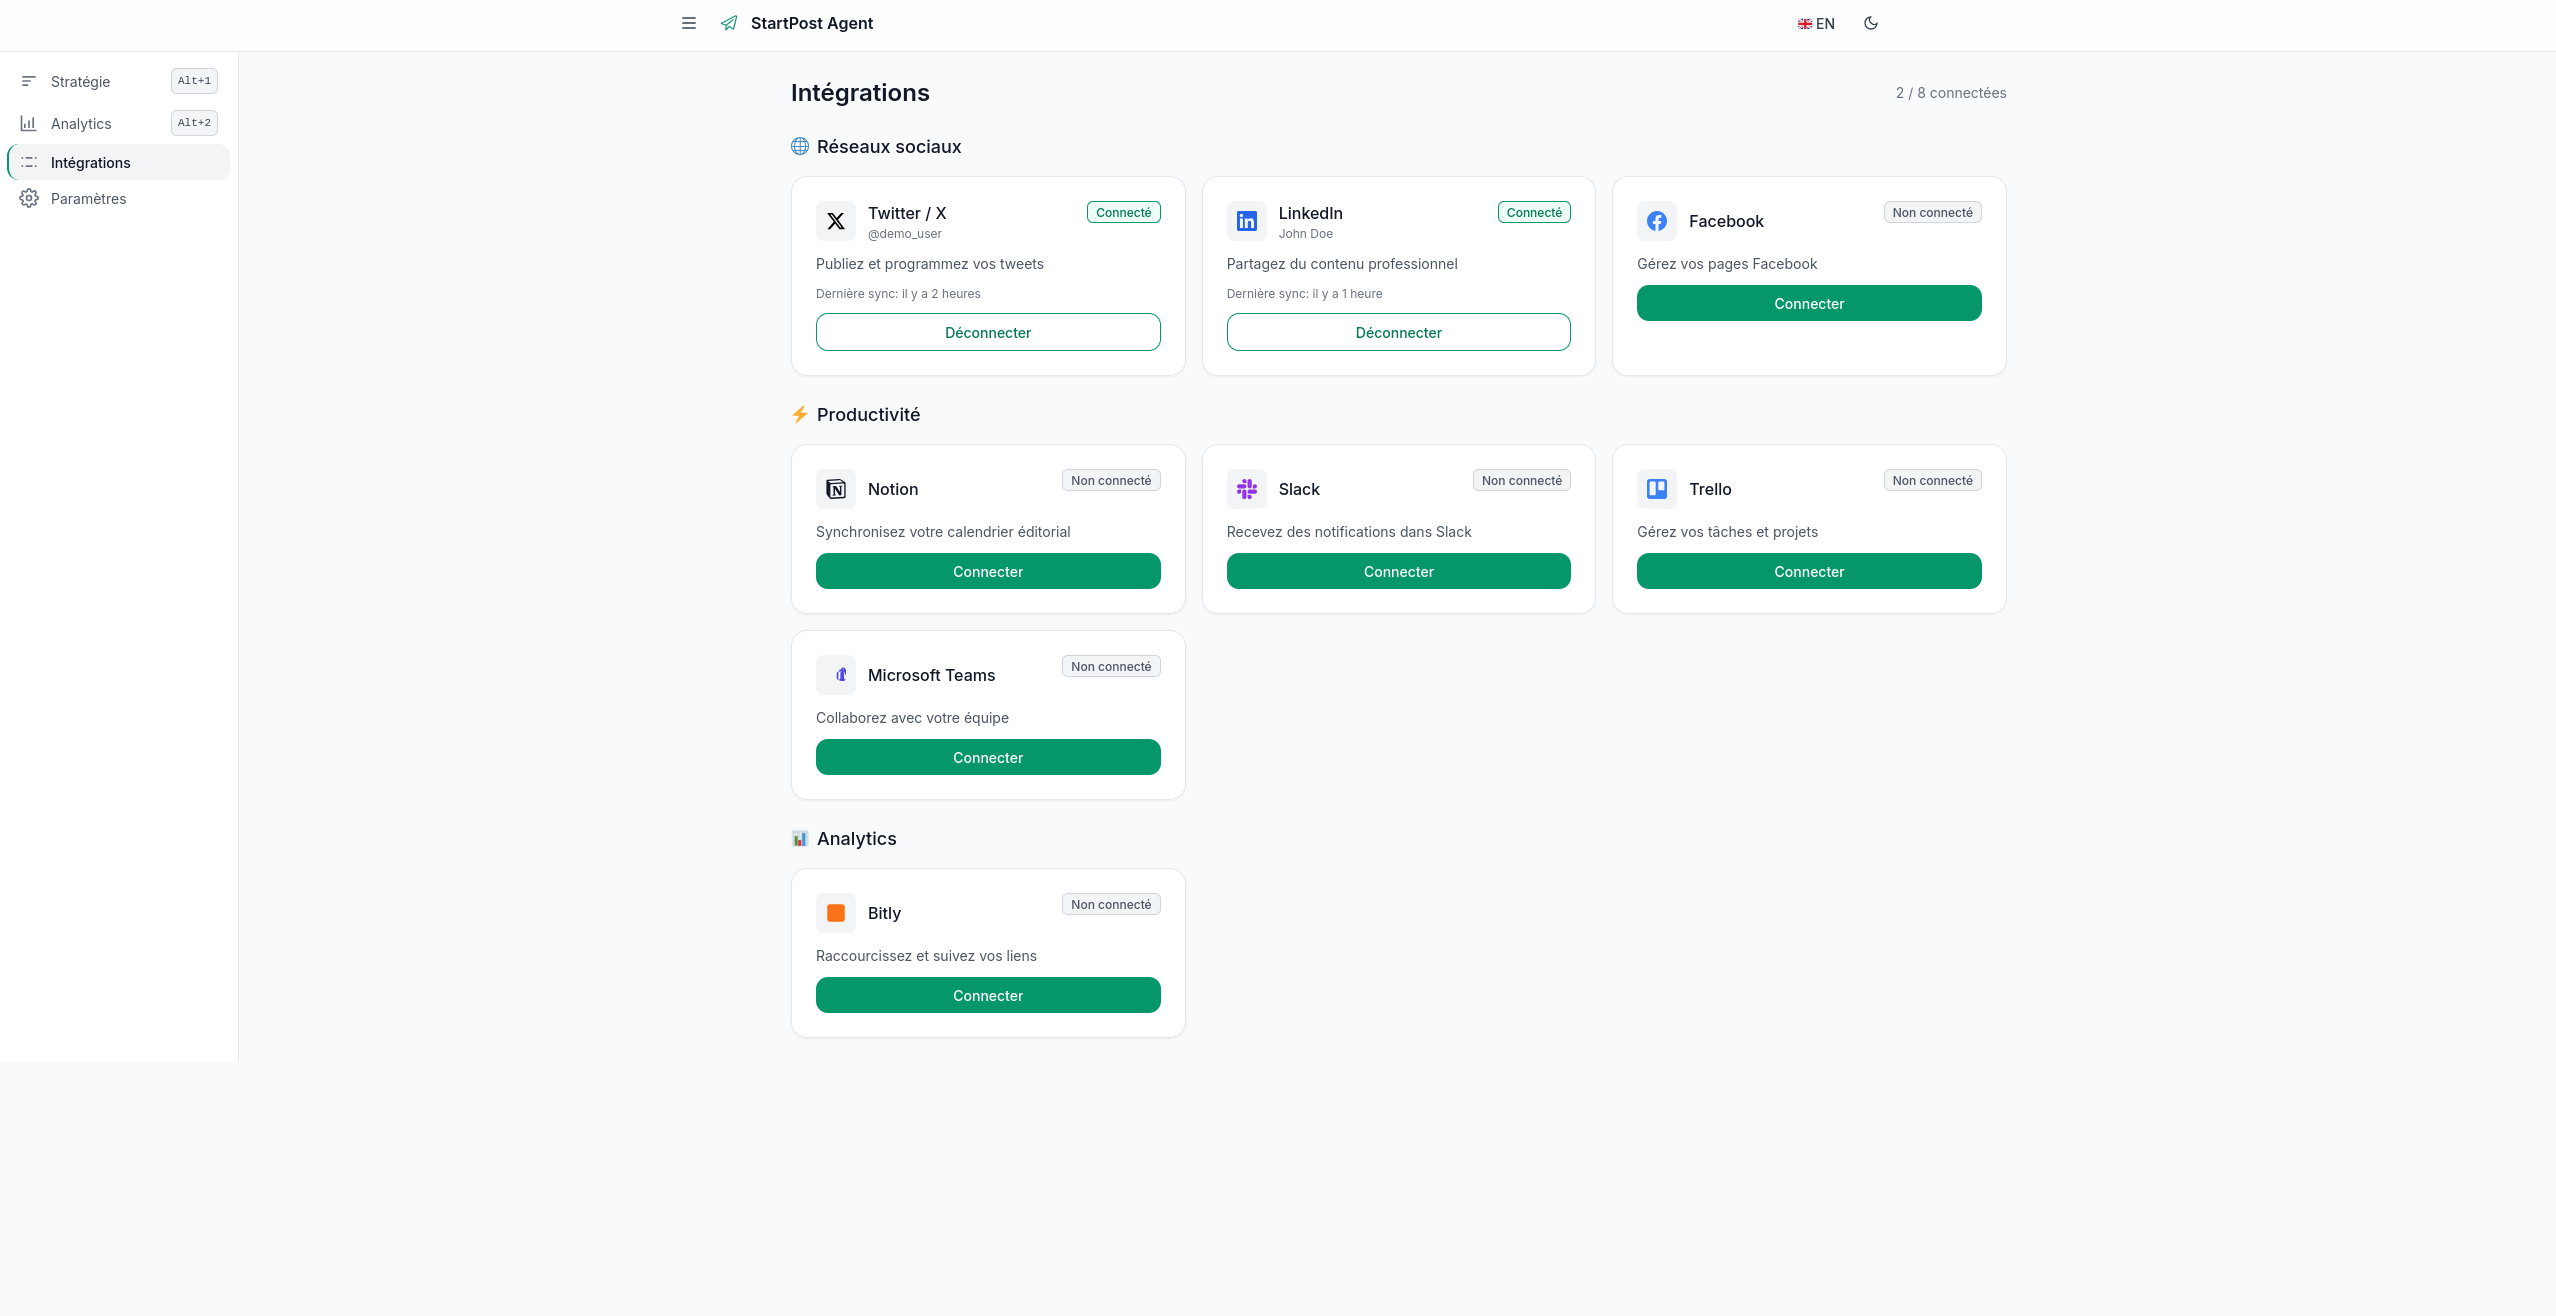 StartPost Agent
EN
Stratégie Alt+1
Analytics Alt+2
Intégrations
Paramètres
Intégrations
2 / 8 connectées
Réseaux sociaux
Twitter / X
@demo_user
Connecté
Publiez et programmez vos tweets
Dernière sync: il y a 2 heures
Déconnecter
LinkedIn
John Doe
Connecté
Partagez du contenu professionnel
Dernière sync: il y a 1 heure
Déconnecter
Facebook
Non connecté
Gérez vos pages Facebook
Connecter
Productivité
Notion
Non connecté
Synchronisez votre calendrier éditorial
Connecter
Slack
Non connecté
Recevez des notifications dans Slack
Connecter
Trello
Non connecté
Gérez vos tâches et projets
Connecter
Microsoft Teams
Non connecté
Collaborez avec votre équipe
Connecter
Analytics
Bitly
Non connecté
Raccourcissez et suivez vos liens
Connecter